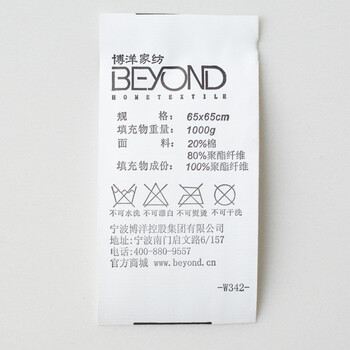 博洋家纺
BEYOND
HOMETEXTILE
规 格: 65x65cm
填充物重量: 1000g
面 料: 20%棉
80%聚酯纤维
填充物成份: 100%聚酯纤维
不可水洗 不可漂白 不可熨烫 不可干洗
宁波博洋控股集团有限公司
地址:宁波南门启文路6/157
电话:400-880-9557
官方商城 www.beyond.cn
-W342-